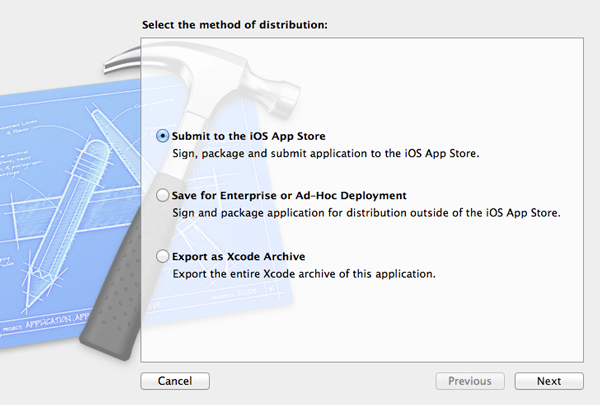 Select the method of distribution:
Submit to the iOS App Store
Sign, package and submit application to the iOS App Store.
Save for Enterprise or Ad-Hoc Deployment
Sign and package application for distribution outside of the iOS App Store.
Export as Xcode Archive
Export the entire Xcode archive of this application.
PROJECT: APPLICATION.APP
Cancel
Previous
Next